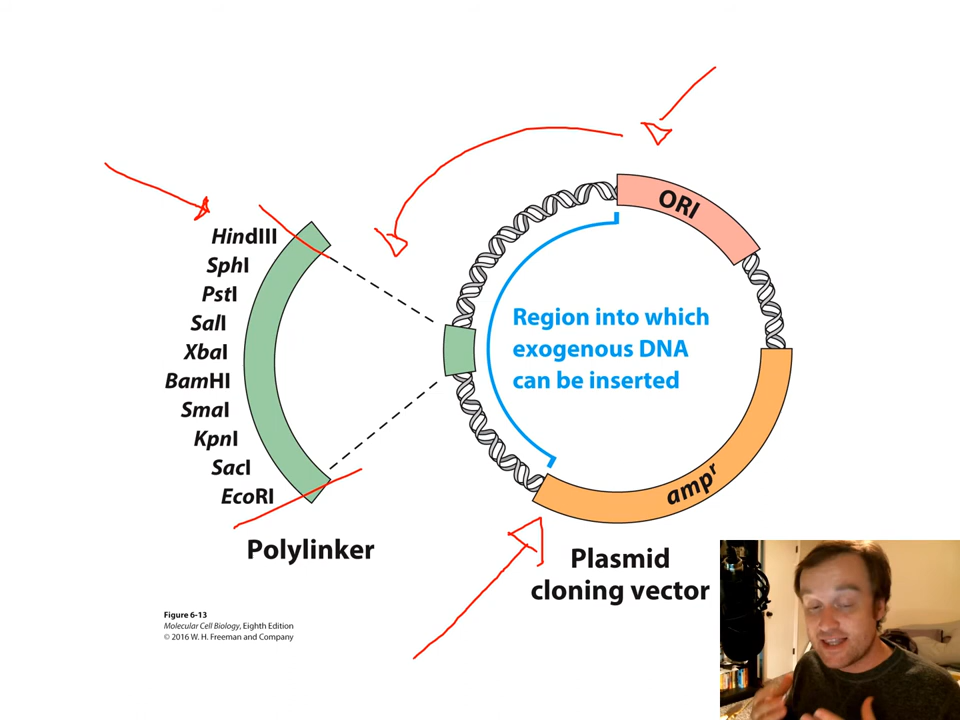 HindIII
SphI
PstI
SalI
XbaI
BamHI
SmaI
KpnI
SacI
EcoRI
Polylinker
ORI
Region into which
exogenous DNA
can be inserted
ampʳ
Plasmid
cloning vector
Figure 6-13
Molecular Cell Biology, Eighth Edition
© 2016 W. H. Freeman and Company